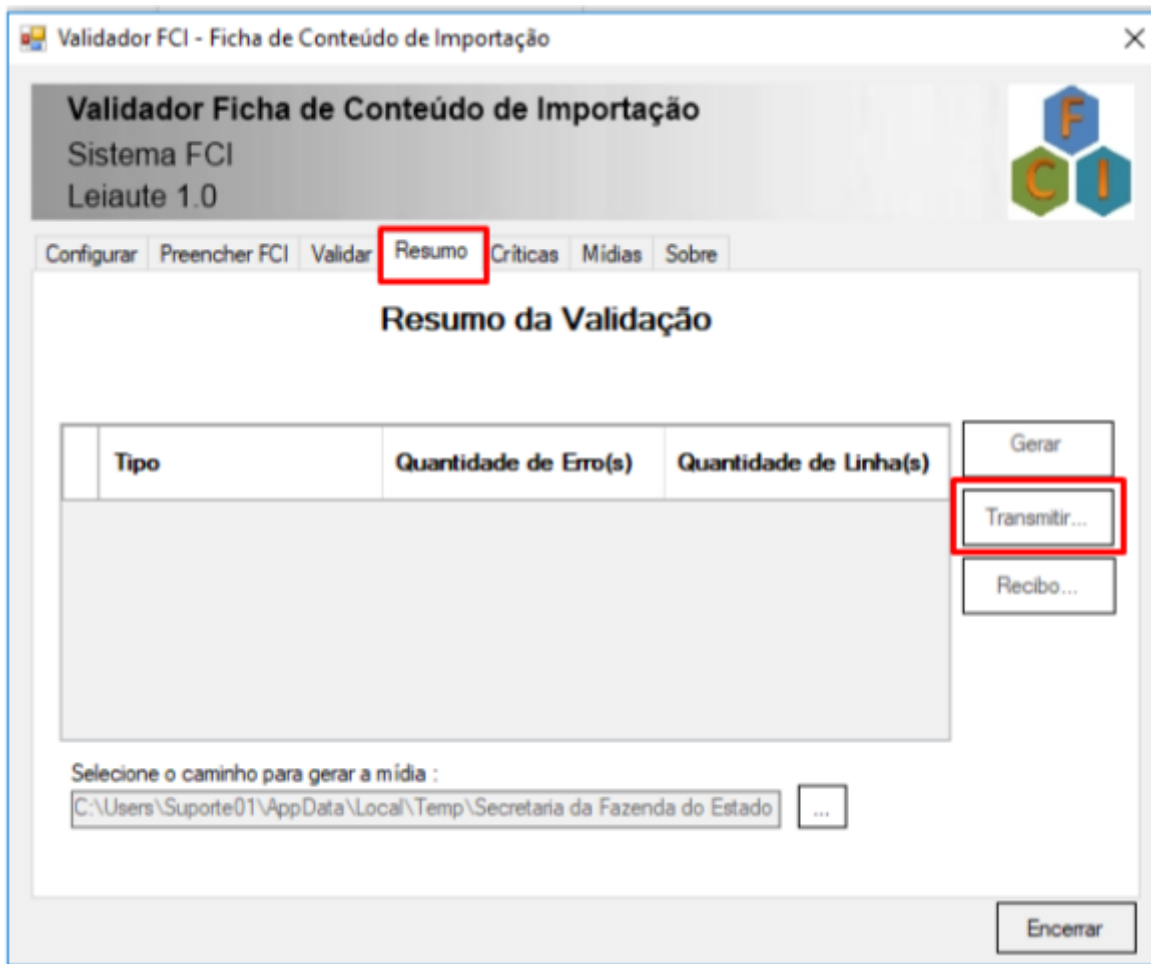 Validador FCI - Ficha de Conteúdo de Importação
Validador Ficha de Conteúdo de Importação
Sistema FCI
Leiaute 1.0
F
C I
Configurar Preencher FCI Validar Resumo Críticas Mídias Sobre
Resumo da Validação
Tipo Quantidade de Erro(s) Quantidade de Linha(s)
Gerar
Transmitir...
Recibo...
Selecione o caminho para gerar a mídia :
C:\Users\Suporte01\AppData\Local\Temp\Secretaria da Fazenda do Estado ...
Encerrar